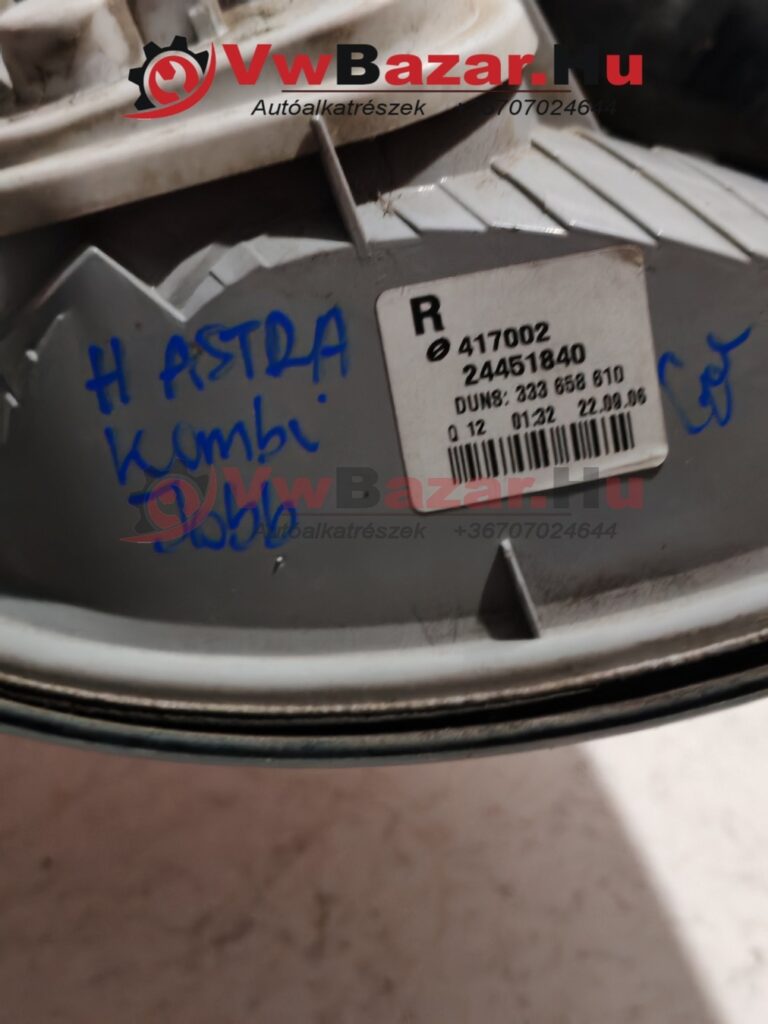 VwBazar.Hu
Autóalkatrészek +36707024644
R
417002
24451840
DUNS: 333 658 610
Q 12 01:32 22.09.06
H ASTRA
Kombi
Jobb
VwBazar.Hu
Autóalkatrészek +36707024644